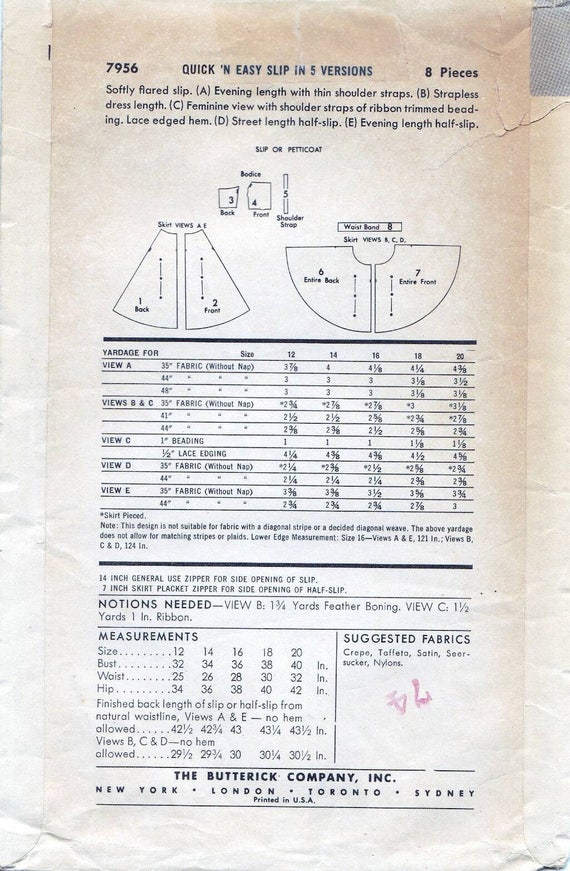 7956 QUICK 'N EASY SLIP IN 5 VERSIONS 8 Pieces
Softly flared slip. (A) Evening length with thin shoulder straps. (B) Strapless
dress length. (C) Feminine view with shoulder straps of ribbon trimmed bead-
ing. Lace edged hem. (D) Street length half-slip. (E) Evening length half-slip.
SLIP OR PETTICOAT
Bodice
3 4 5
Back Front Shoulder
Strap
Skirt VIEWS A E
Waist Band 8
Skirt VIEWS B, C, D,
1 Back
2 Front
6 Entire Back
7 Entire Front
YARDAGE FOR Size 12 14 16 18 20
VIEW A 35" FABRIC (Without Nap) 3⅞ 4 4⅛ 4¼ 4⅜
44" " " " 3 3 3 3⅛ 3½
48" " " " 3 3 3 3⅛ 3⅛
VIEWS B & C 35" FABRIC (Without Nap) *2¾ *2⅞ *2⅞ *3 *3⅛
41" " " " 2½ 2½ 2⅝ *2¾ *2⅞
44" " " " 2⅜ 2⅜ 2½ 2⅝ 2¾
VIEW C 1" BEADING 1 1 1 1⅛ 1⅛
½" LACE EDGING 4¼ 4⅜ 4⅜ 4½ 4⅝
VIEW D 35" FABRIC (Without Nap) *2¼ *2⅜ *2½ *2⅝ *2¾
44" " " " 2¼ 2¼ 2¼ 2⅜ 2⅜
VIEW E 35" FABRIC (Without Nap) 3⅜ 3⅜ 3½ 3⅝ 3¾
44" " " " 2¾ 2¾ 2¾ 2⅞ 3
*Skirt Pieced.
Note: This design is not suitable for fabric with a diagonal stripe or a decided diagonal weave. The above yardage
does not allow for matching stripes or plaids. Lower Edge Measurement: Size 16—Views A & E, 121 In.; Views B,
C & D, 124 In.
14 INCH GENERAL USE ZIPPER FOR SIDE OPENING OF SLIP.
7 INCH SKIRT PLACKET ZIPPER FOR SIDE OPENING OF HALF-SLIP.
NOTIONS NEEDED—VIEW B: 1¾ Yards Feather Boning. VIEW C: 1½
Yards 1 In. Ribbon.
MEASUREMENTS
Size.........12 14 16 18 20
Bust.........32 34 36 38 40 In.
Waist........25 26 28 30 32 In.
Hip..........34 36 38 40 42 In.
Finished back length of slip or half-slip from
natural waistline, Views A & E — no hem
allowed......42½ 42¾ 43 43¼ 43½ In.
Views B, C & D—no hem
allowed......29½ 29¾ 30 30¼ 30½ In.
SUGGESTED FABRICS
Crepe, Taffeta, Satin, Seer-
sucker, Nylons.
THE BUTTERICK COMPANY, INC.
NEW YORK • LONDON • TORONTO • SYDNEY
Printed in U.S.A.